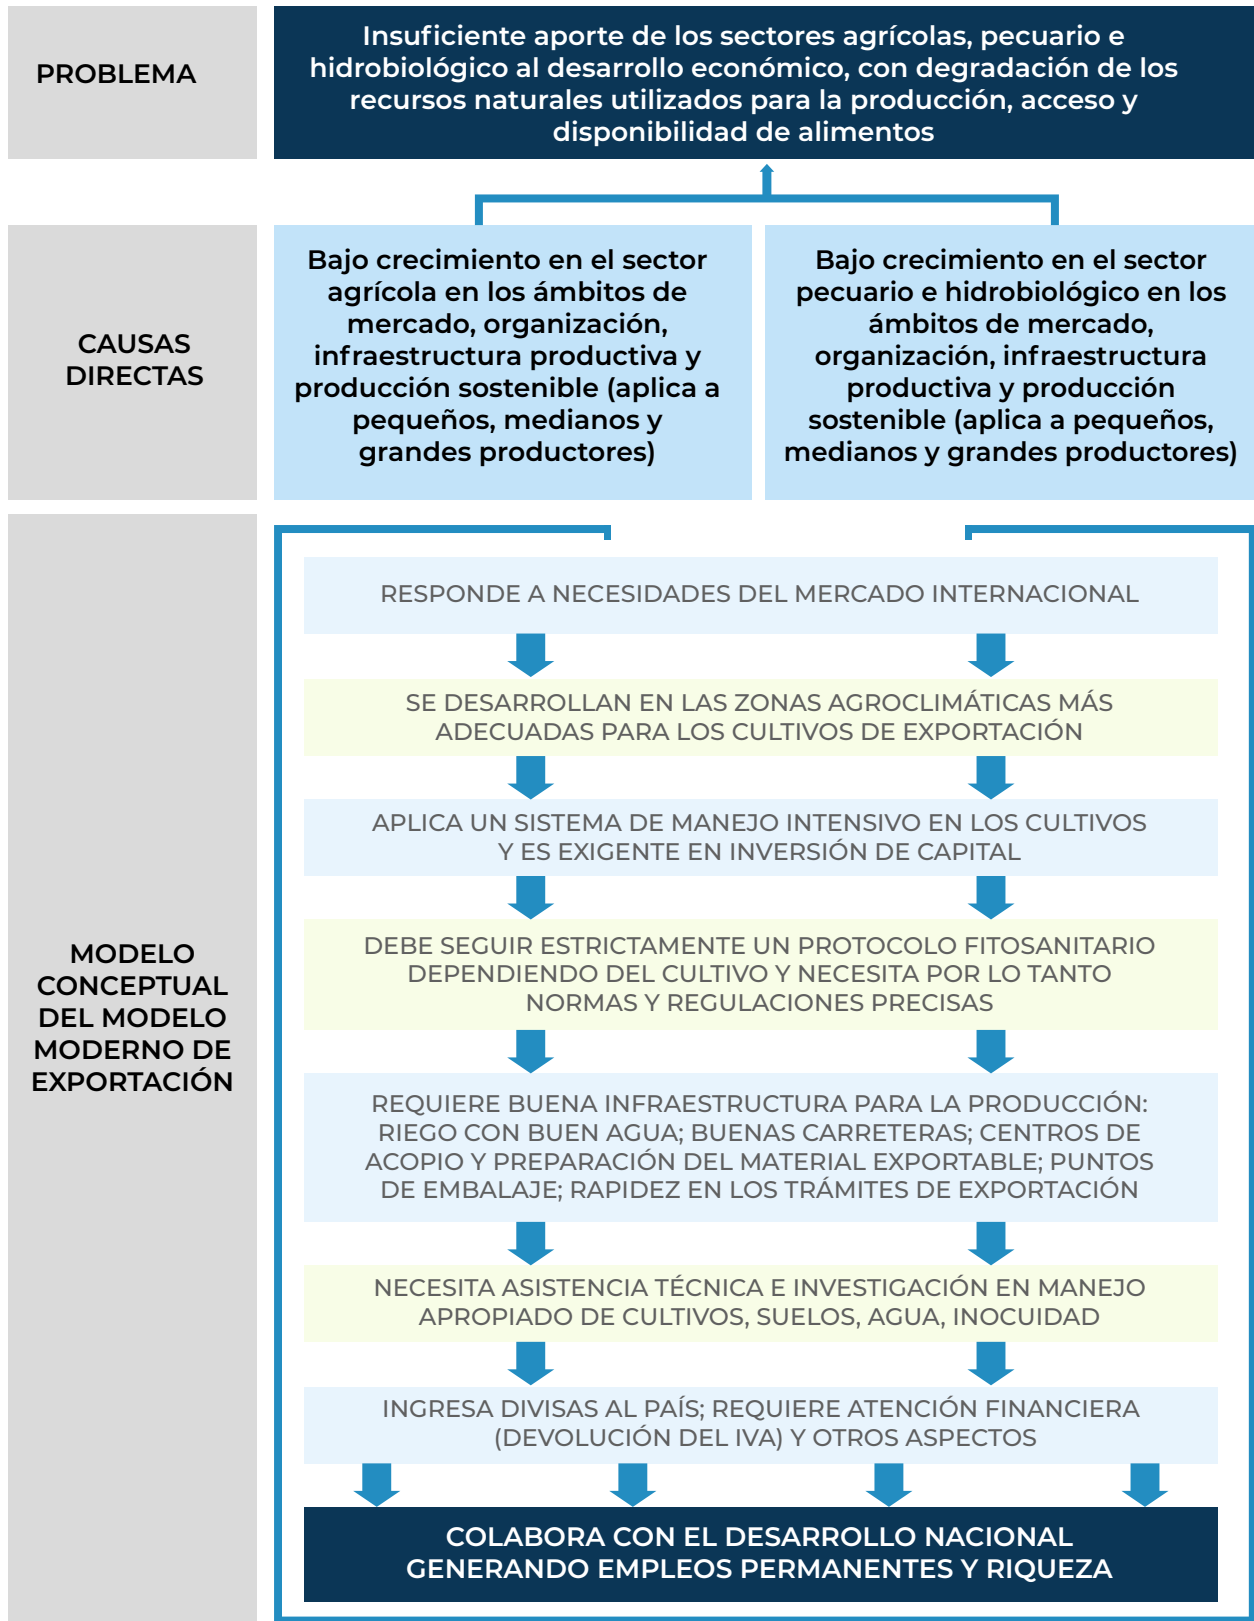 PROBLEMA
Insuficiente aporte de los sectores agrícolas, pecuario e
hidrobiológico al desarrollo económico, con degradación de los
recursos naturales utilizados para la producción, acceso y
disponibilidad de alimentos
CAUSAS
DIRECTAS
Bajo crecimiento en el sector
agrícola en los ámbitos de
mercado, organización,
infraestructura productiva y
producción sostenible (aplica a
pequeños, medianos y
grandes productores)
Bajo crecimiento en el sector
pecuario e hidrobiológico en los
ámbitos de mercado,
organización, infraestructura
productiva y producción
sostenible (aplica a pequeños,
medianos y grandes productores)
MODELO
CONCEPTUAL
DEL MODELO
MODERNO DE
EXPORTACIÓN
RESPONDE A NECESIDADES DEL MERCADO INTERNACIONAL
SE DESARROLLAN EN LAS ZONAS AGROCLIMÁTICAS MÁS
ADECUADAS PARA LOS CULTIVOS DE EXPORTACIÓN
APLICA UN SISTEMA DE MANEJO INTENSIVO EN LOS CULTIVOS
Y ES EXIGENTE EN INVERSIÓN DE CAPITAL
DEBE SEGUIR ESTRICTAMENTE UN PROTOCOLO FITOSANITARIO
DEPENDIENDO DEL CULTIVO Y NECESITA POR LO TANTO
NORMAS Y REGULACIONES PRECISAS
REQUIERE BUENA INFRAESTRUCTURA PARA LA PRODUCCIÓN:
RIEGO CON BUEN AGUA; BUENAS CARRETERAS; CENTROS DE
ACOPIO Y PREPARACIÓN DEL MATERIAL EXPORTABLE; PUNTOS
DE EMBALAJE; RAPIDEZ EN LOS TRÁMITES DE EXPORTACIÓN
NECESITA ASISTENCIA TÉCNICA E INVESTIGACIÓN EN MANEJO
APROPIADO DE CULTIVOS, SUELOS, AGUA, INOCUIDAD
INGRESA DIVISAS AL PAÍS; REQUIERE ATENCIÓN FINANCIERA
(DEVOLUCIÓN DEL IVA) Y OTROS ASPECTOS
COLABORA CON EL DESARROLLO NACIONAL
GENERANDO EMPLEOS PERMANENTES Y RIQUEZA